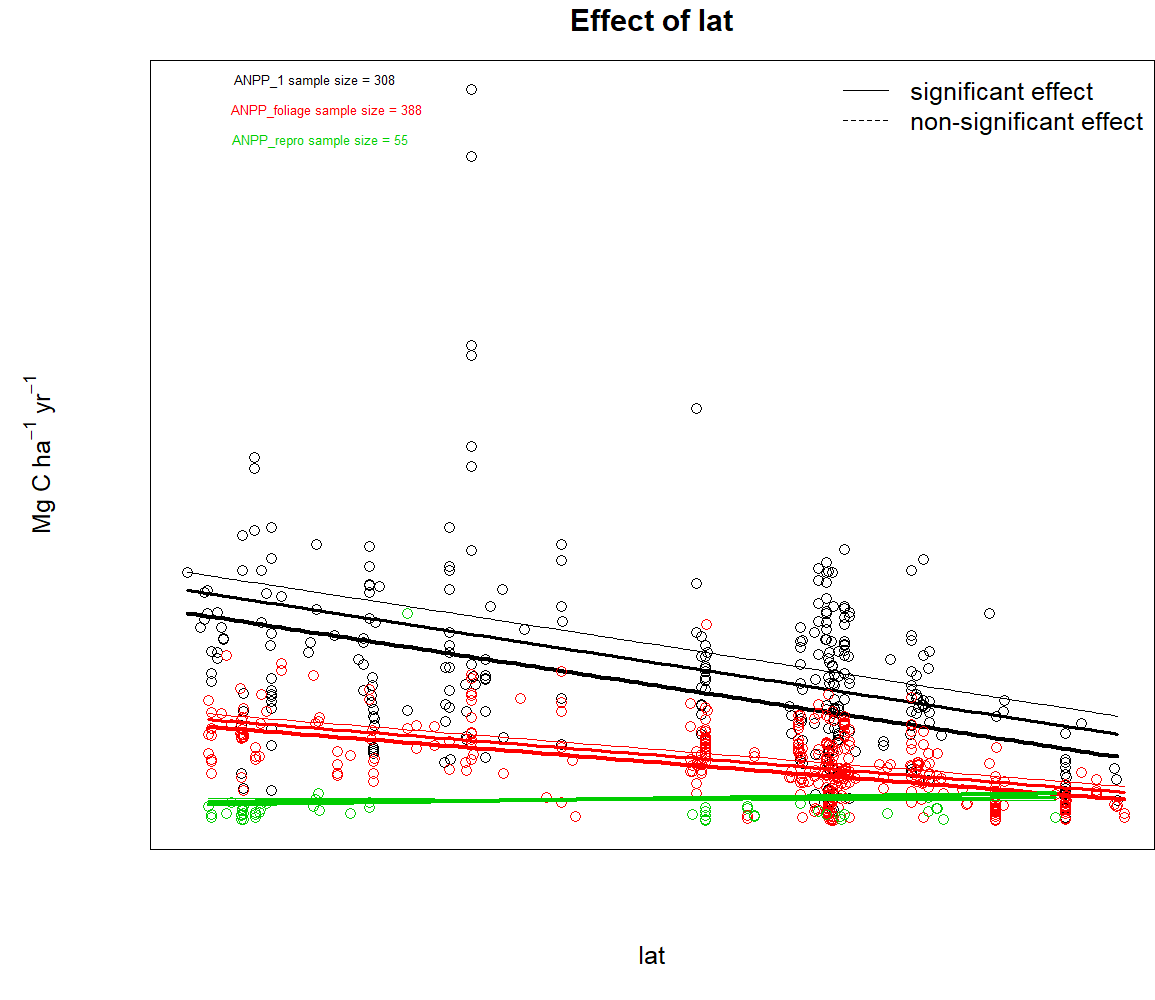 Effect of lat
ANPP_1 sample size = 308
ANPP_foliage sample size = 388
ANPP_repro sample size = 55
significant effect
non-significant effect
Mg C ha⁻¹ yr⁻¹
lat